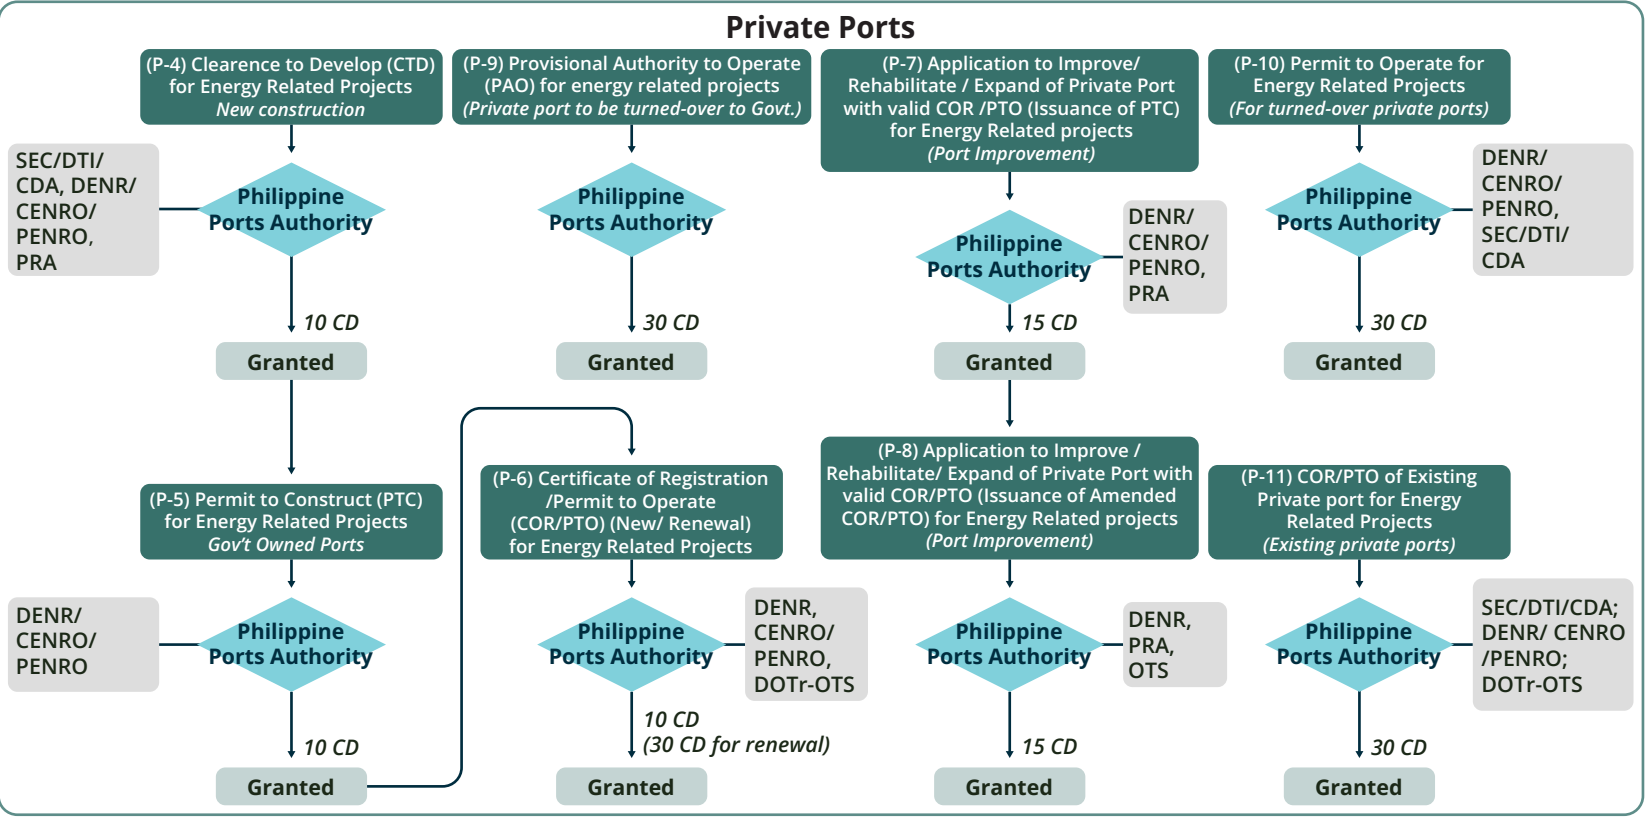 Private Ports
(P-4) Clearence to Develop (CTD)
for Energy Related Projects
New construction
SEC/DTI/
CDA, DENR/
CENRO/
PENRO,
PRA
Philippine
Ports Authority
10 CD
Granted
(P-5) Permit to Construct (PTC)
for Energy Related Projects
Gov't Owned Ports
DENR/
CENRO/
PENRO
Philippine
Ports Authority
10 CD
Granted
(P-9) Provisional Authority to Operate
(PAO) for energy related projects
(Private port to be turned-over to Govt.)
Philippine
Ports Authority
30 CD
Granted
(P-6) Certificate of Registration
/Permit to Operate
(COR/PTO) (New/ Renewal)
for Energy Related Projects
Philippine
Ports Authority
DENR,
CENRO/
PENRO,
DOTr-OTS
10 CD
(30 CD for renewal)
Granted
(P-7) Application to Improve/
Rehabilitate / Expand of Private Port
with valid COR /PTO (Issuance of PTC)
for Energy Related projects
(Port Improvement)
Philippine
Ports Authority
DENR/
CENRO/
PENRO,
PRA
15 CD
Granted
(P-8) Application to Improve /
Rehabilitate/ Expand of Private Port with
valid COR/PTO (Issuance of Amended
COR/PTO) for Energy Related projects
(Port Improvement)
Philippine
Ports Authority
DENR,
PRA,
OTS
15 CD
Granted
(P-10) Permit to Operate for
Energy Related Projects
(For turned-over private ports)
Philippine
Ports Authority
DENR/
CENRO/
PENRO,
SEC/DTI/
CDA
30 CD
Granted
(P-11) COR/PTO of Existing
Private port for Energy
Related Projects
(Existing private ports)
Philippine
Ports Authority
SEC/DTI/CDA;
DENR/ CENRO
/PENRO;
DOTr-OTS
30 CD
Granted